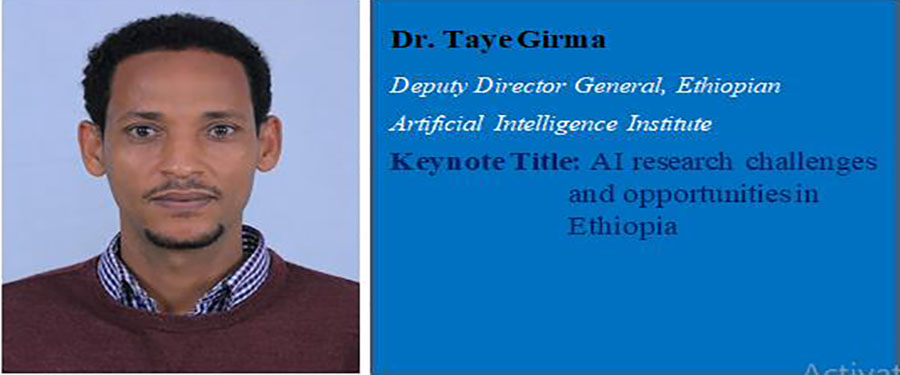 Dr. Taye Girma
Deputy Director General, Ethiopian
Artificial Intelligence Institute
Keynote Title: AI research challenges
and opportunities in
Ethiopia